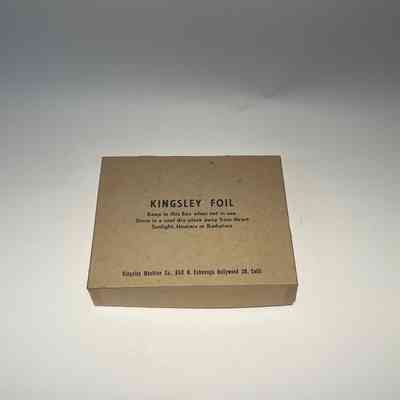 KINGSLEY FOIL
Keep in this Box when not in use
Store in a cool dry place away from direct
Sunlight, Heaters or Radiators
Kingsley Machine Co., 850 N. Cahuenga Hollywood 38, Calif.